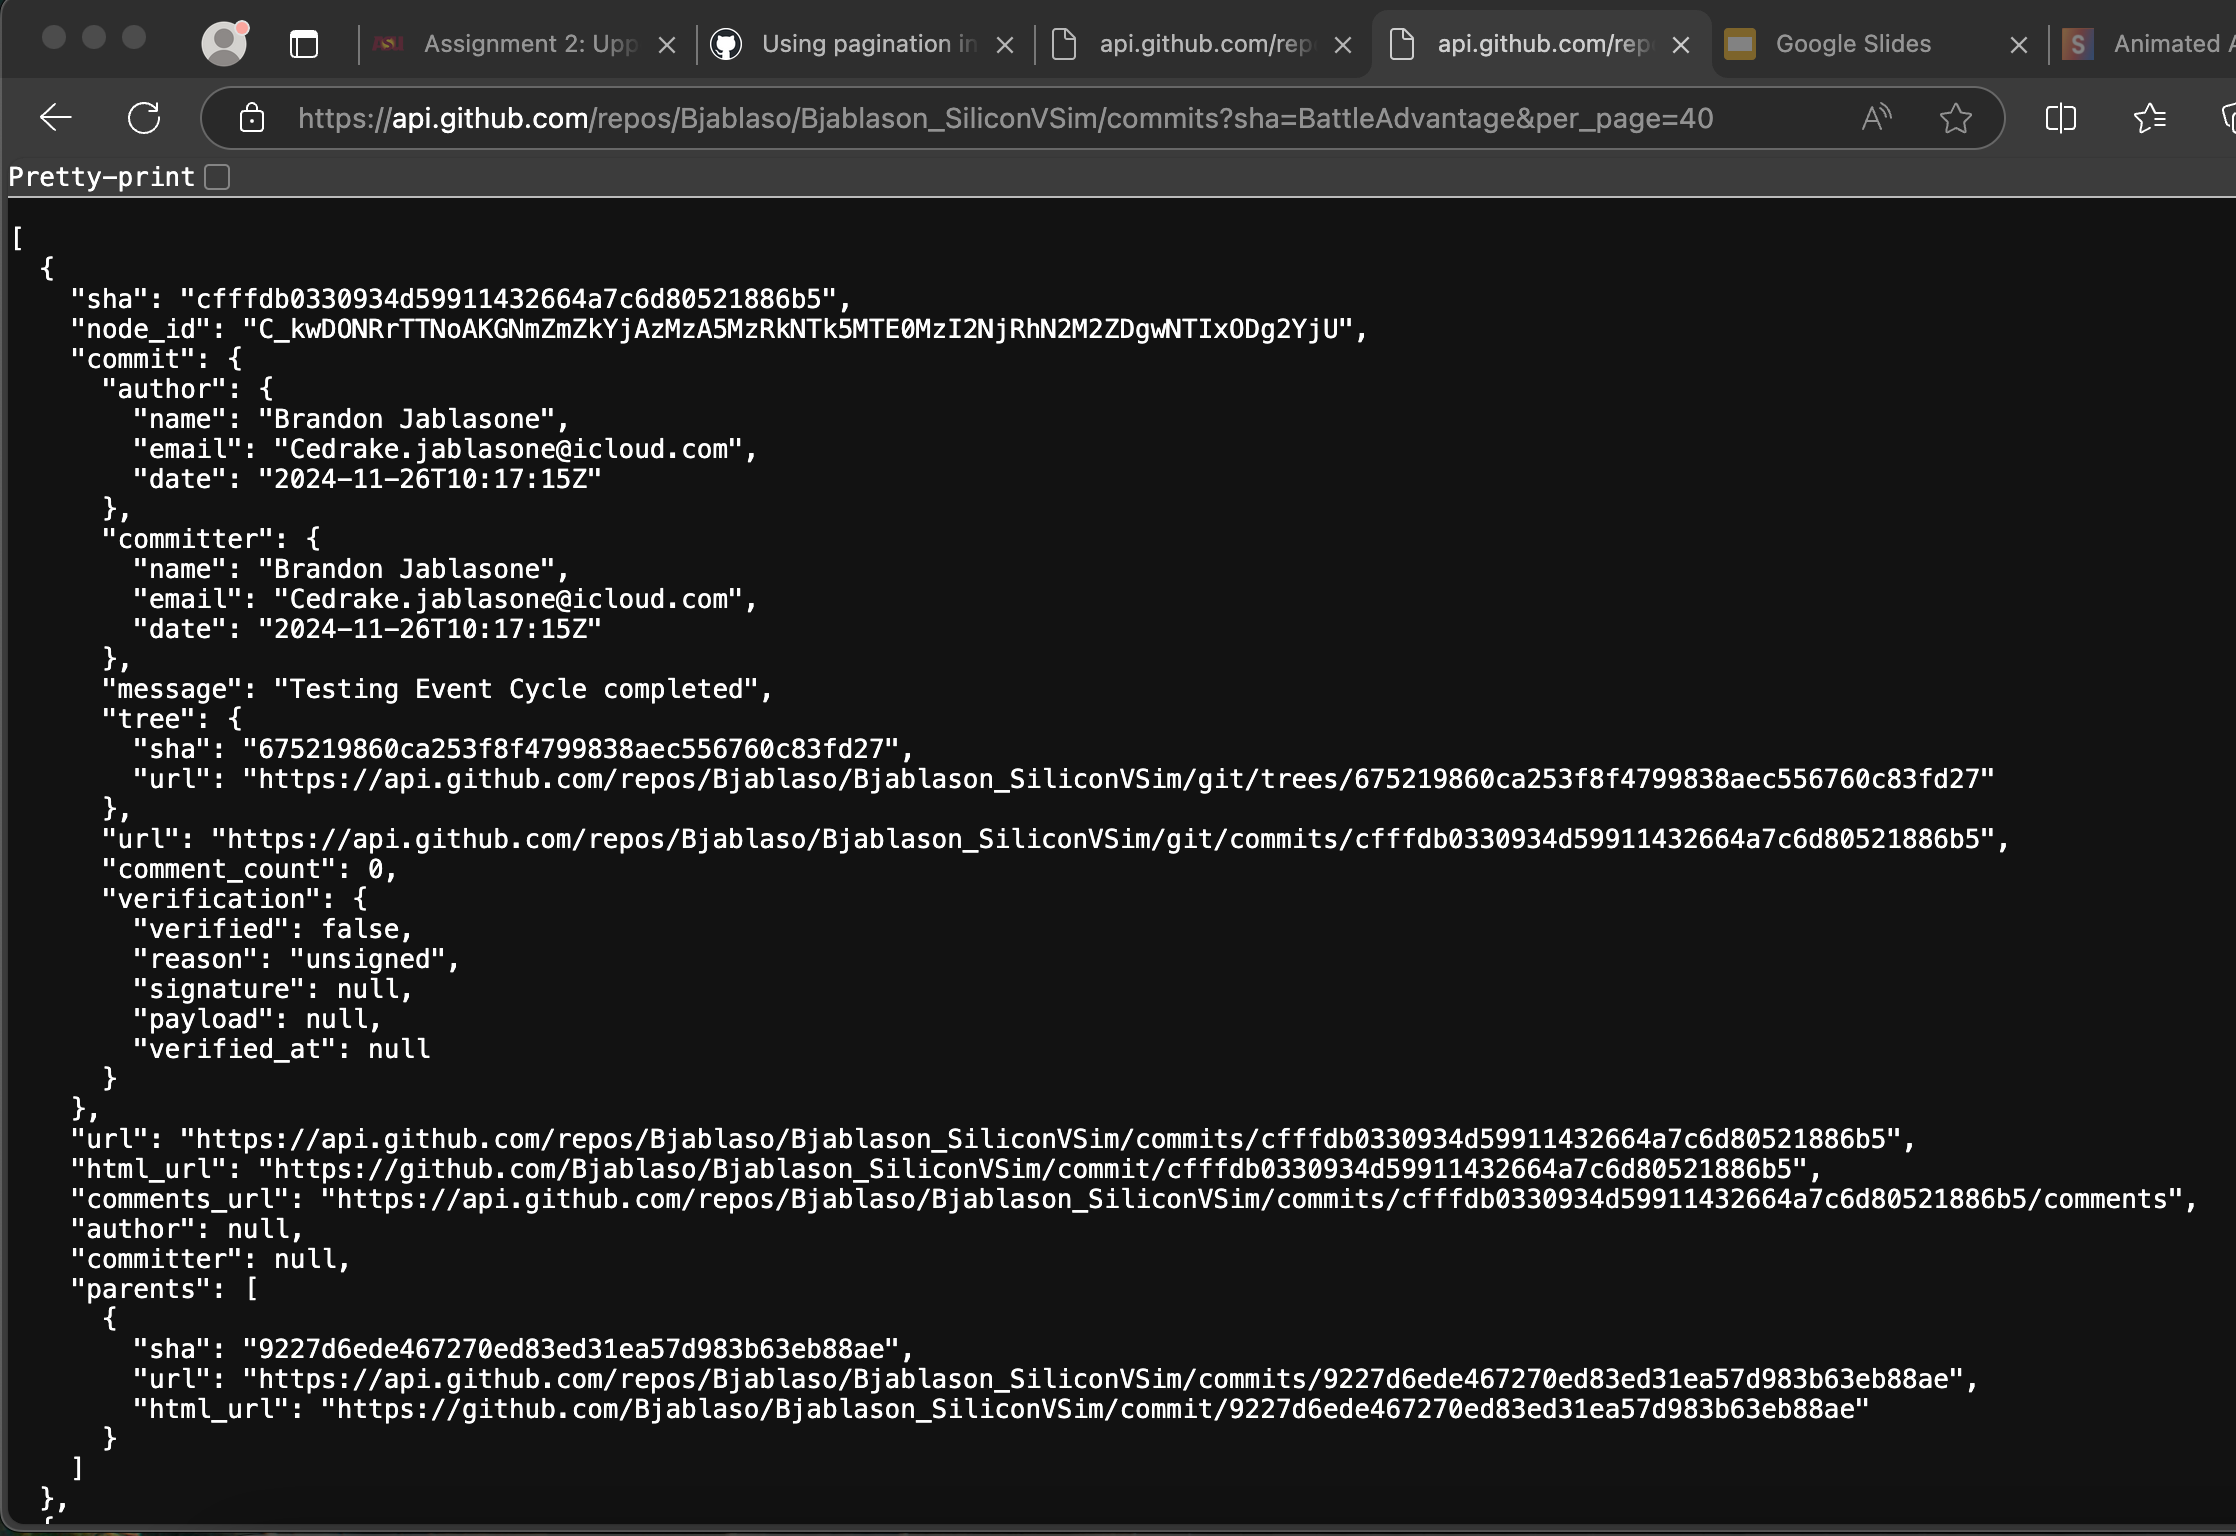 ASU Assignment 2: Upp
Using pagination in
api.github.com/rep
api.github.com/rep
Google Slides
S Animated
https://api.github.com/repos/Bjablaso/Bjablason_SiliconVSim/commits?sha=BattleAdvantage&per_page=40
Pretty-print
[
{
"sha": "cfffdb0330934d59911432664a7c6d80521886b5",
"node_id": "C_kwDONRrTTNoAKGNmZmZkYjAzMzA5MzRkNTk5MTE0MzI2NjRhN2M2ZDgwNTIxODg2YjU",
"commit": {
"author": {
"name": "Brandon Jablasone",
"email": "Cedrake.jablasone@icloud.com",
"date": "2024-11-26T10:17:15Z"
},
"committer": {
"name": "Brandon Jablasone",
"email": "Cedrake.jablasone@icloud.com",
"date": "2024-11-26T10:17:15Z"
},
"message": "Testing Event Cycle completed",
"tree": {
"sha": "675219860ca253f8f4799838aec556760c83fd27",
"url": "https://api.github.com/repos/Bjablaso/Bjablason_SiliconVSim/git/trees/675219860ca253f8f4799838aec556760c83fd27"
},
"url": "https://api.github.com/repos/Bjablaso/Bjablason_SiliconVSim/git/commits/cfffdb0330934d59911432664a7c6d80521886b5",
"comment_count": 0,
"verification": {
"verified": false,
"reason": "unsigned",
"signature": null,
"payload": null,
"verified_at": null
}
},
"url": "https://api.github.com/repos/Bjablaso/Bjablason_SiliconVSim/commits/cfffdb0330934d59911432664a7c6d80521886b5",
"html_url": "https://github.com/Bjablaso/Bjablason_SiliconVSim/commit/cfffdb0330934d59911432664a7c6d80521886b5",
"comments_url": "https://api.github.com/repos/Bjablaso/Bjablason_SiliconVSim/commits/cfffdb0330934d59911432664a7c6d80521886b5/comments",
"author": null,
"committer": null,
"parents": [
{
"sha": "9227d6ede467270ed83ed31ea57d983b63eb88ae",
"url": "https://api.github.com/repos/Bjablaso/Bjablason_SiliconVSim/commits/9227d6ede467270ed83ed31ea57d983b63eb88ae",
"html_url": "https://github.com/Bjablaso/Bjablason_SiliconVSim/commit/9227d6ede467270ed83ed31ea57d983b63eb88ae"
}
]
},